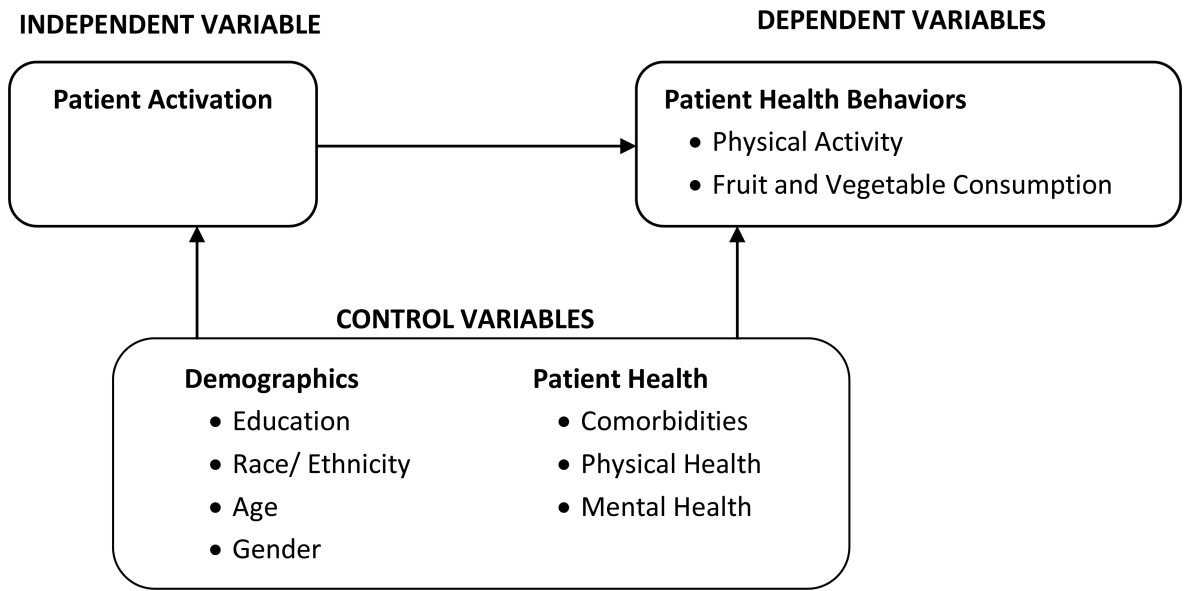 INDEPENDENT VARIABLE
Patient Activation
DEPENDENT VARIABLES
Patient Health Behaviors
• Physical Activity
• Fruit and Vegetable Consumption
CONTROL VARIABLES
Demographics
• Education
• Race/ Ethnicity
• Age
• Gender
Patient Health
• Comorbidities
• Physical Health
• Mental Health